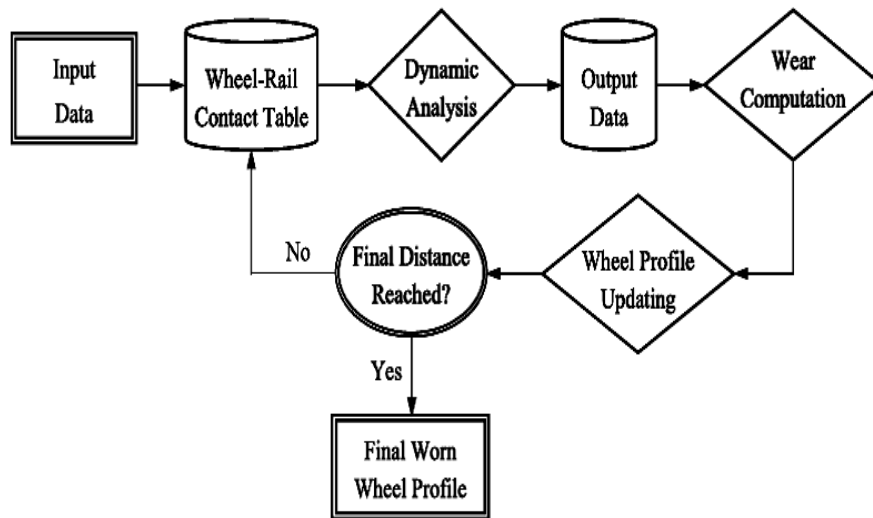 Input
Data
Wheel-Rail
Contact Table
Dynamic
Analysis
Output
Data
Wear
Computation
Wheel Profile
Updating
Final Distance
Reached?
No
Yes
Final Worn
Wheel Profile